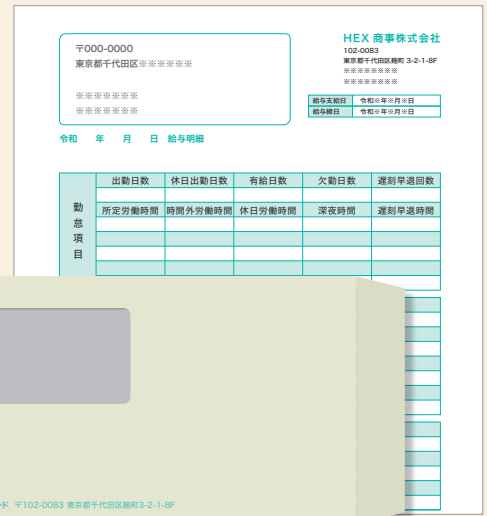 〒000-0000
東京都千代田区※※※※※※
※※※※※※※
※※※※※※※
HEX 商事株式会社
102-0083
東京都千代田区麹町 3-2-1-8F
※※※※※※※※
※※※※※※※※
給与支給日 令和※年※月※日
給与締日 令和※年※月※日
令和 年 月 日 給与明細
勤怠項目
出勤日数 休日出勤日数 有給日数 欠勤日数 遅刻早退回数
所定労働時間 時間外労働時間 休日労働時間 深夜時間 遅刻早退時間
ド 〒102-0083 東京都千代田区麹町3-2-1-8F